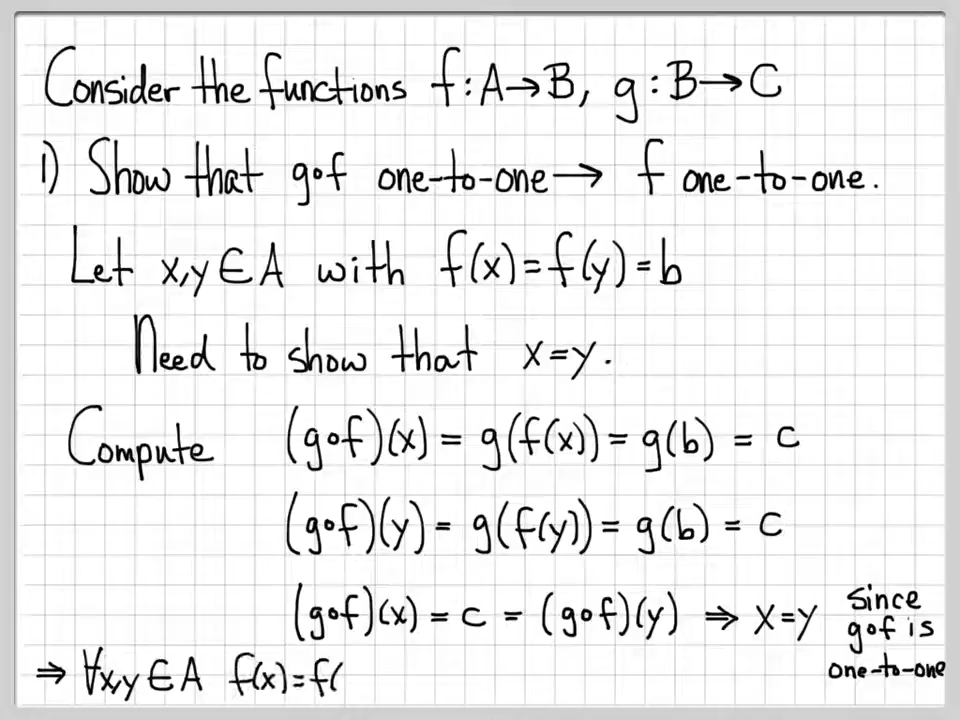 Consider the functions f:A→B, g:B→C
1) Show that g∘f one-to-one → f one-to-one.
Let x,y∈A with f(x)=f(y)=b
Need to show that x=y.
Compute (g∘f)(x) = g(f(x)) = g(b) = c
(g∘f)(y) = g(f(y)) = g(b) = c
(g∘f)(x) = c = (g∘f)(y) ⇒ x=y since g∘f is one-to-one
⇒ ∀x,y∈A f(x)=f(